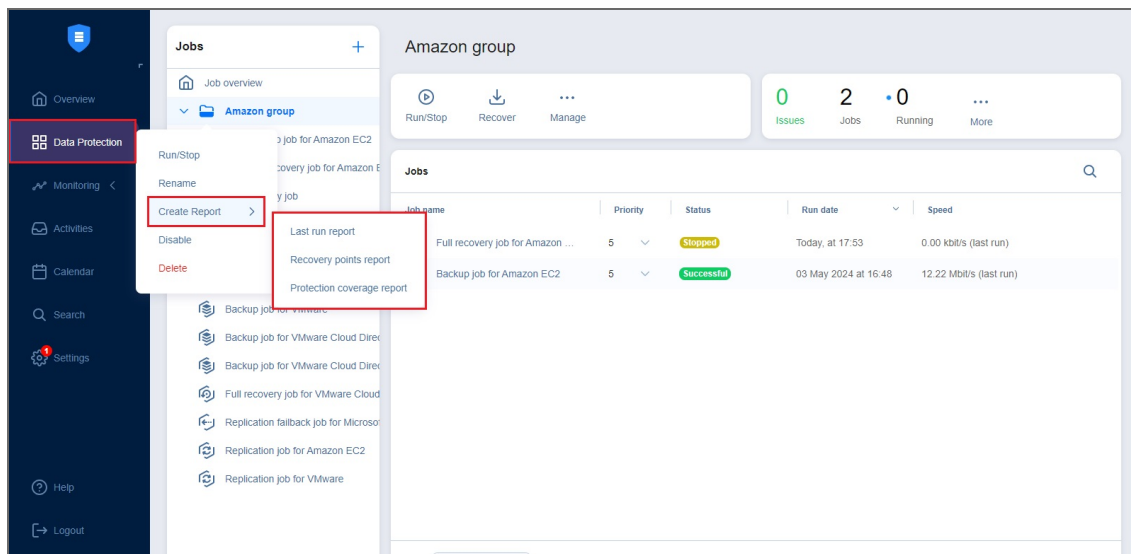 Overview
Data Protection
Monitoring
Activities
Calendar
Search
1
Settings
Help
Logout
Jobs
Job overview
Amazon group
job for Amazon EC2
covery job for Amazon E
y job
Run/Stop
Rename
Create Report
Disable
Delete
Last run report
Recovery points report
Protection coverage report
Backup job for VMware
Backup job for VMware Cloud Direc
Backup job for VMware Cloud Direc
Full recovery job for VMware Cloud
Replication failback job for Microsof
Replication job for Amazon EC2
Replication job for VMware
Amazon group
Run/Stop Recover Manage
0 2 0
Issues Jobs Running More
Jobs
Job name Priority Status Run date Speed
Full recovery job for Amazon ... 5 Stopped Today, at 17:53 0.00 kbit/s (last run)
Backup job for Amazon EC2 5 Successful 03 May 2024 at 16:48 12.22 Mbit/s (last run)